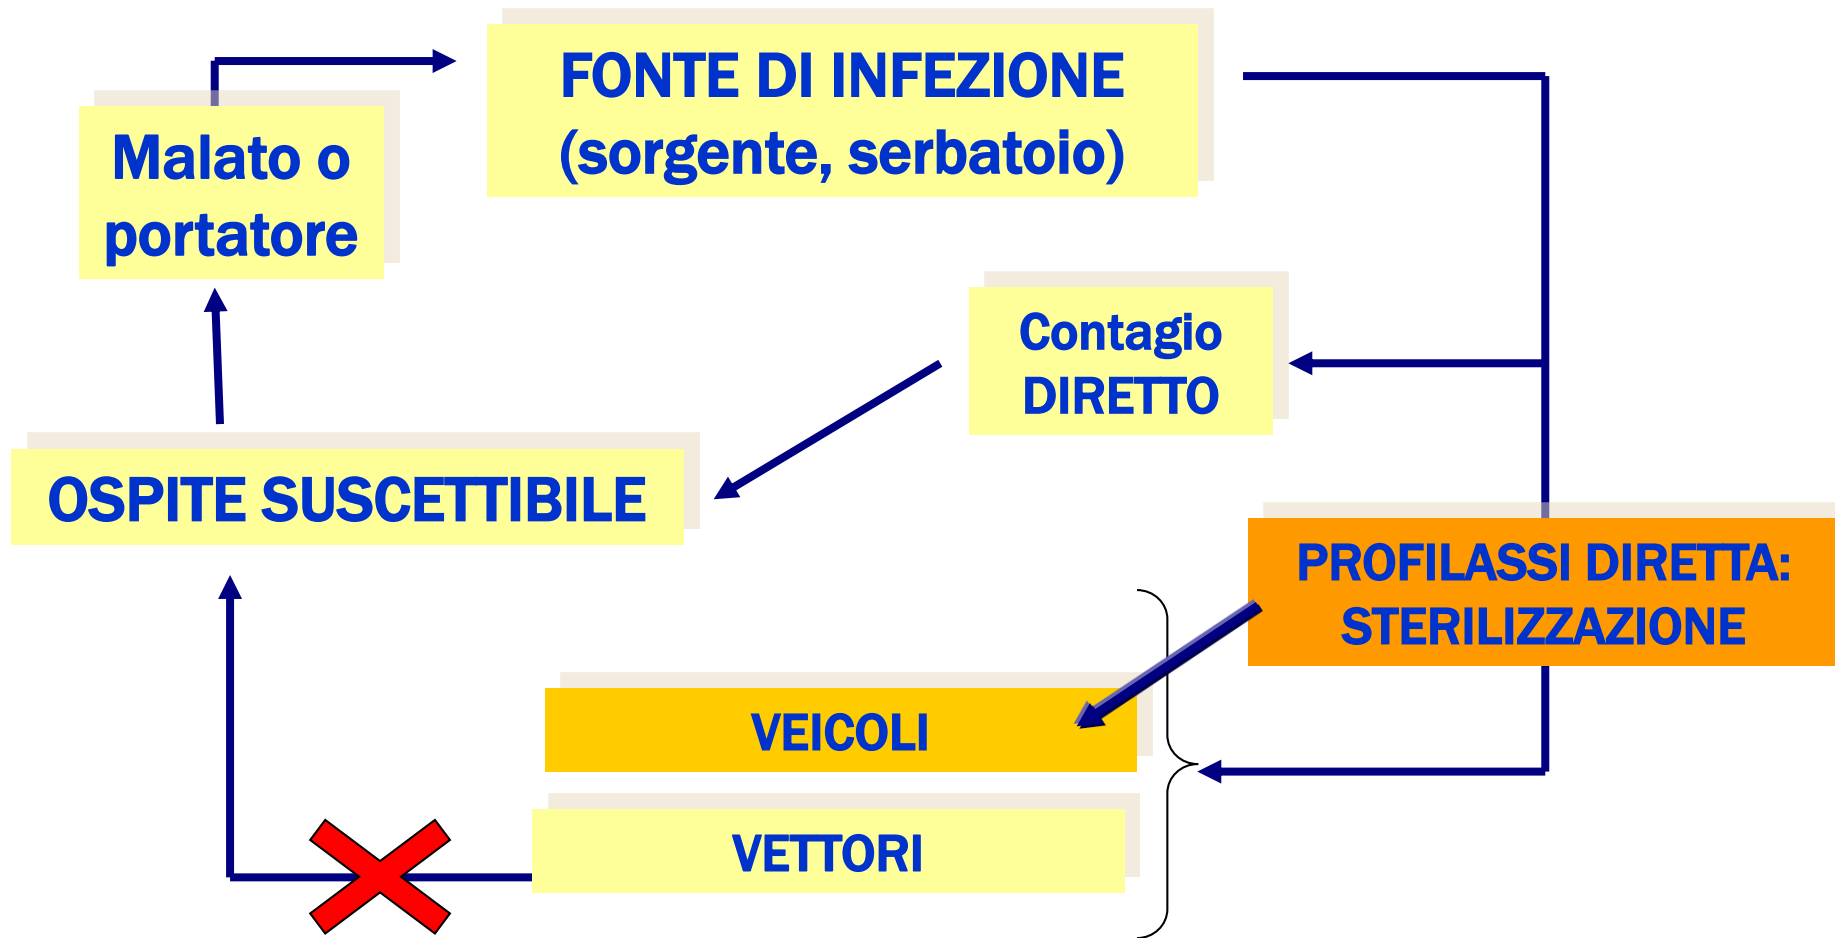 FONTE DI INFEZIONE
(sorgente, serbatoio)
Malato o
portatore
Contagio
DIRETTO
OSPITE SUSCETTIBILE
PROFILASSI DIRETTA:
STERILIZZAZIONE
VEICOLI
VETTORI